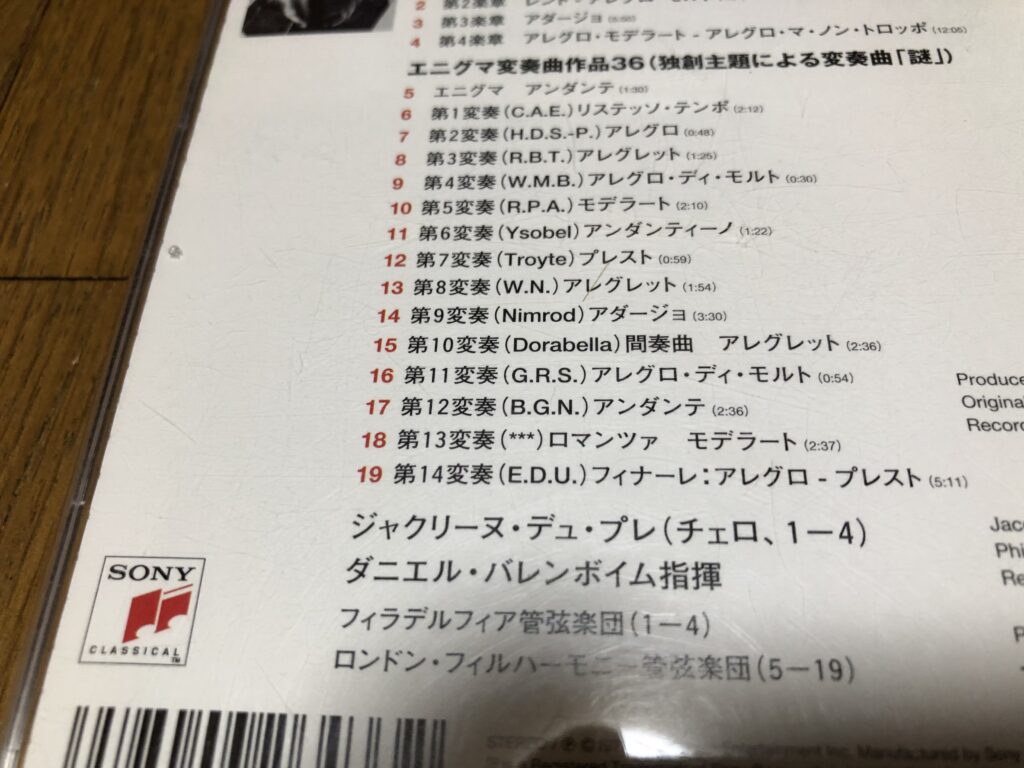 2 第2楽章
3 第3楽章 アダージョ
4 第4楽章 アレグロ・モデラート - アレグロ・マ・ノン・トロッポ (12:05)
エニグマ変奏曲作品36(独創主題による変奏曲「謎」)
5 エニグマ アンダンテ (1:30)
6 第1変奏(C.A.E.)リステッソ・テンポ (2:12)
7 第2変奏(H.D.S.-P.)アレグロ (0:48)
8 第3変奏(R.B.T.)アレグレット (1:25)
9 第4変奏(W.M.B.)アレグロ・ディ・モルト (0:30)
10 第5変奏(R.P.A.)モデラート (2:10)
11 第6変奏(Ysobel)アンダンティーノ (1:22)
12 第7変奏(Troyte)プレスト (0:59)
13 第8変奏(W.N.)アレグレット (1:54)
14 第9変奏(Nimrod)アダージョ (3:30)
15 第10変奏(Dorabella)間奏曲 アレグレット (2:36)
16 第11変奏(G.R.S.)アレグロ・ディ・モルト (0:54)
17 第12変奏(B.G.N.)アンダンテ (2:36)
18 第13変奏(***)ロマンツァ モデラート (2:37)
19 第14変奏(E.D.U.)フィナーレ:アレグロ - プレスト (5:11)
Produce
Origina
Record
ジャクリーヌ・デュ・プレ(チェロ、1−4)
ダニエル・バレンボイム指揮
フィラデルフィア管弦楽団(1−4)
ロンドン・フィルハーモニー管弦楽団(5−19)
Jac
Phi
Re
P
SONY
CLASSICAL
TM
STEREO
Entertainment Inc. Manufactured by Sony
Registered